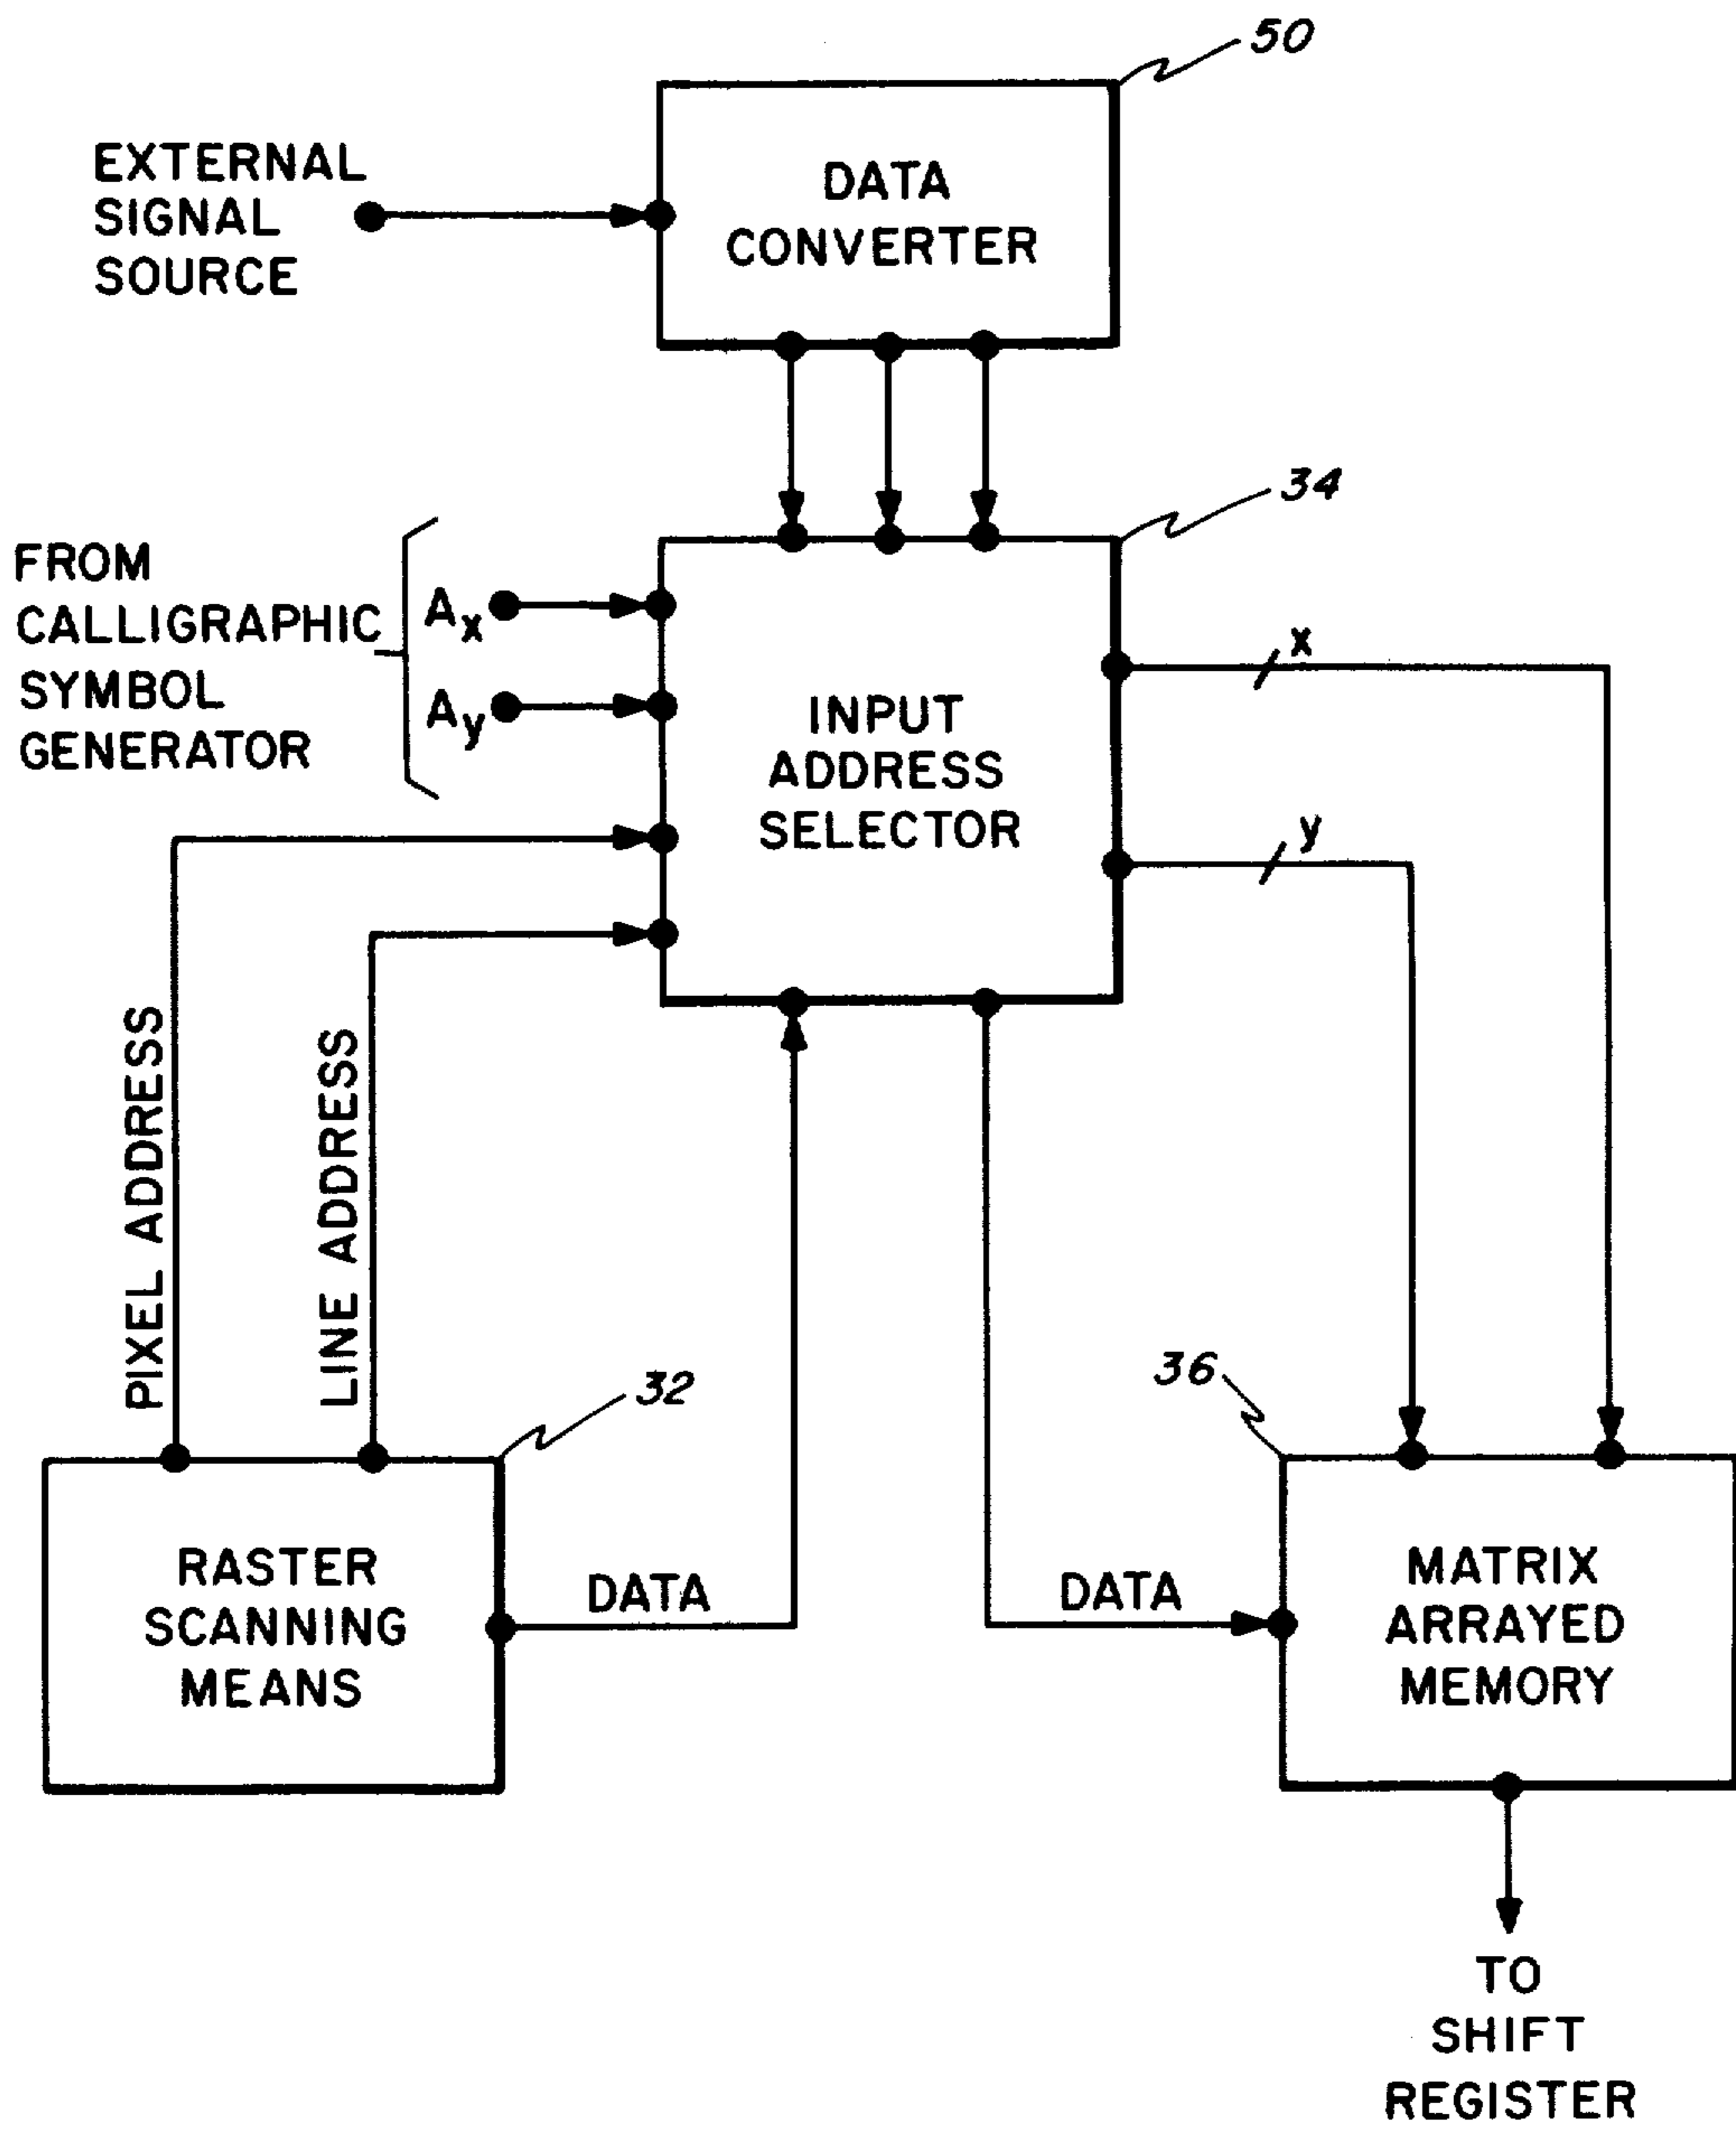 50
EXTERNAL
SIGNAL
SOURCE
DATA
CONVERTER
34
FROM
CALLIGRAPHIC
SYMBOL
GENERATOR
Ax
Ay
INPUT
ADDRESS
SELECTOR
x
y
PIXEL ADDRESS
LINE ADDRESS
32
36
RASTER
SCANNING
MEANS
DATA
DATA
MATRIX
ARRAYED
MEMORY
TO
SHIFT
REGISTER